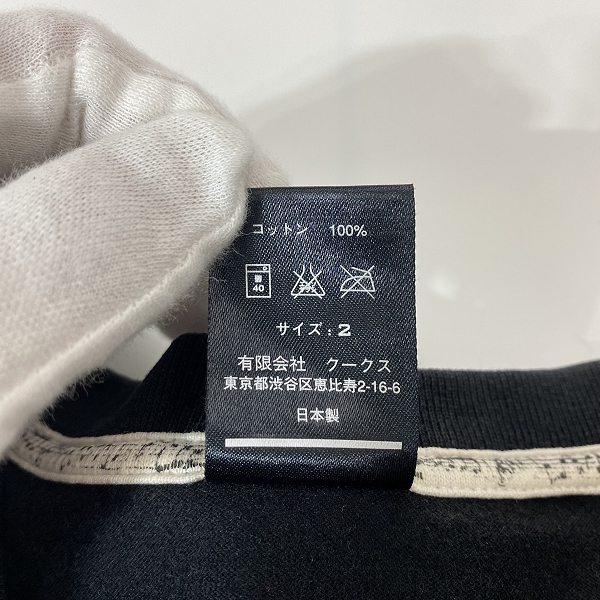 コットン 100%
40
サイズ:2
有限会社 クークス
東京都渋谷区恵比寿2-16-6
日本製